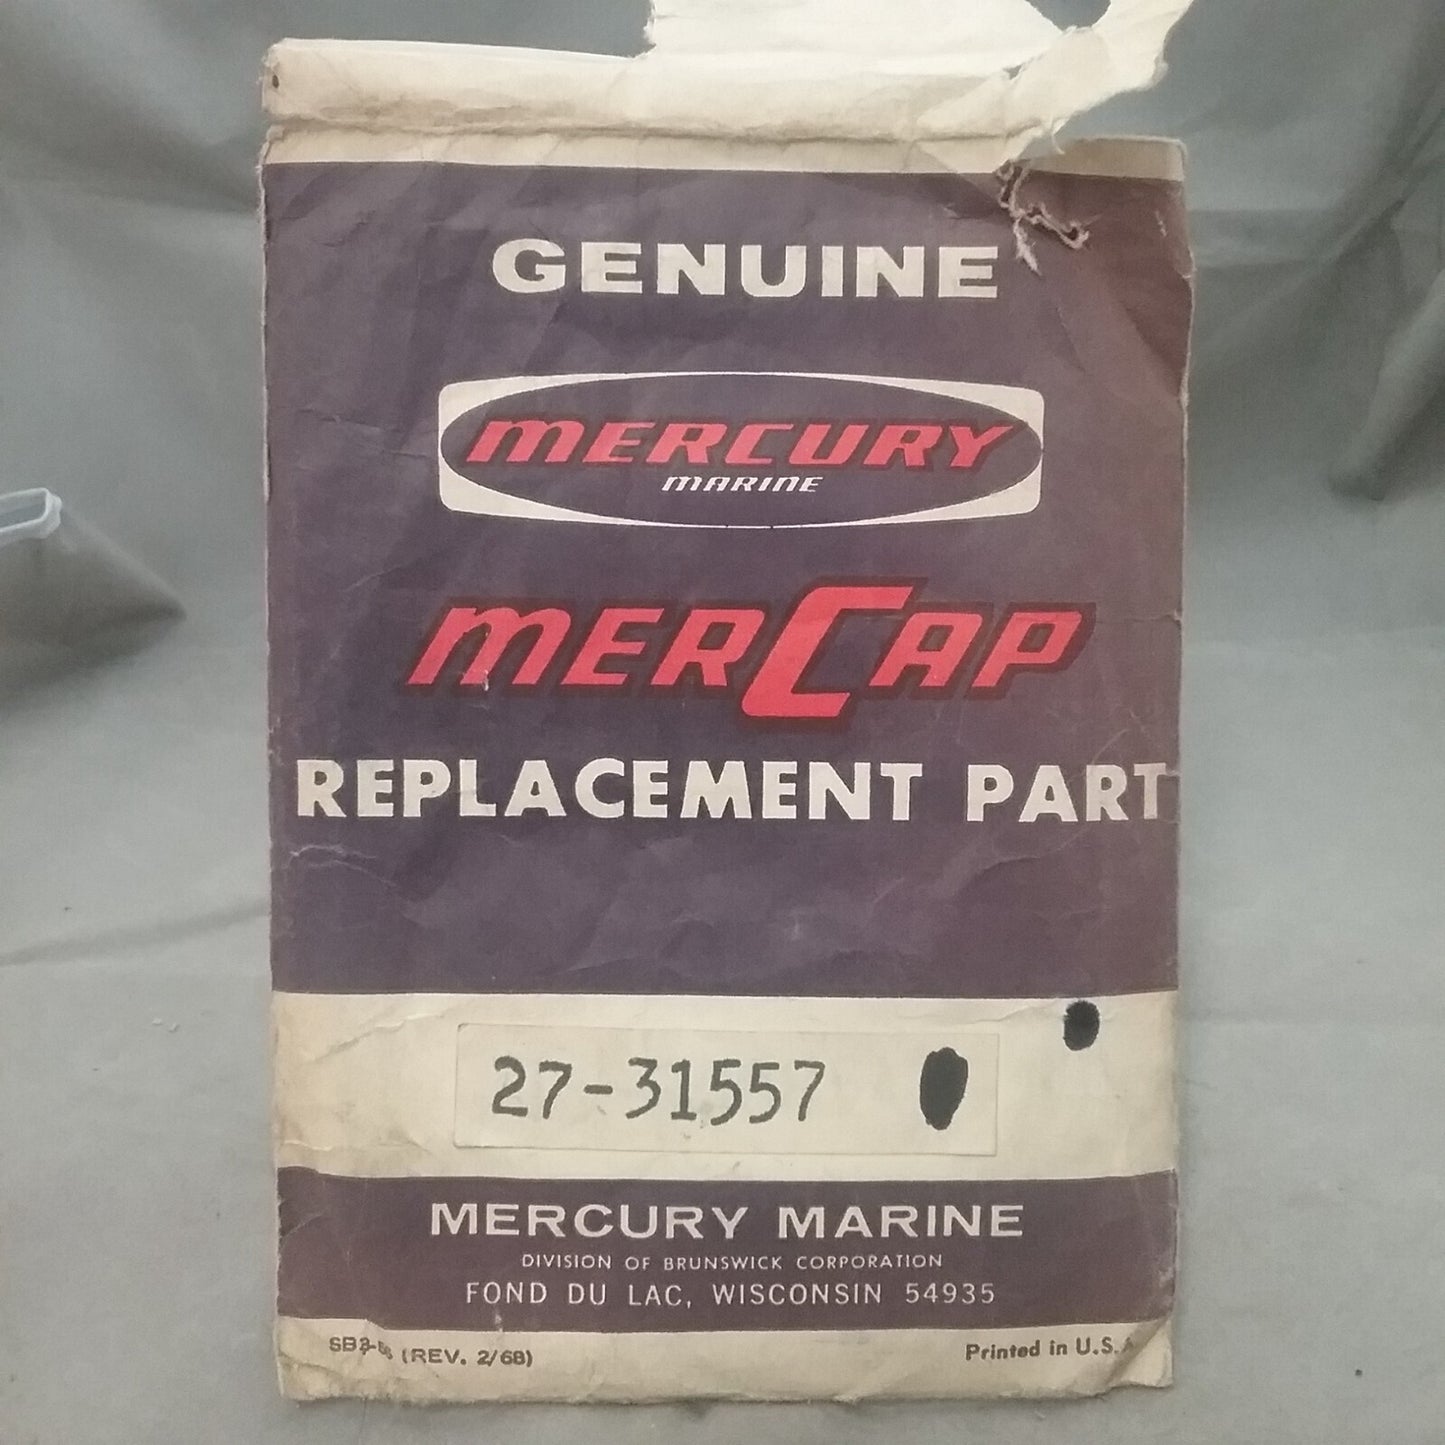 GENUINE
MERCURY
MARINE
MERCAP
REPLACEMENT PART
27-31557
MERCURY MARINE
DIVISION OF BRUNSWICK CORPORATION
FOND DU LAC, WISCONSIN 54935
(REV. 2/68)
Printed in U.S.A